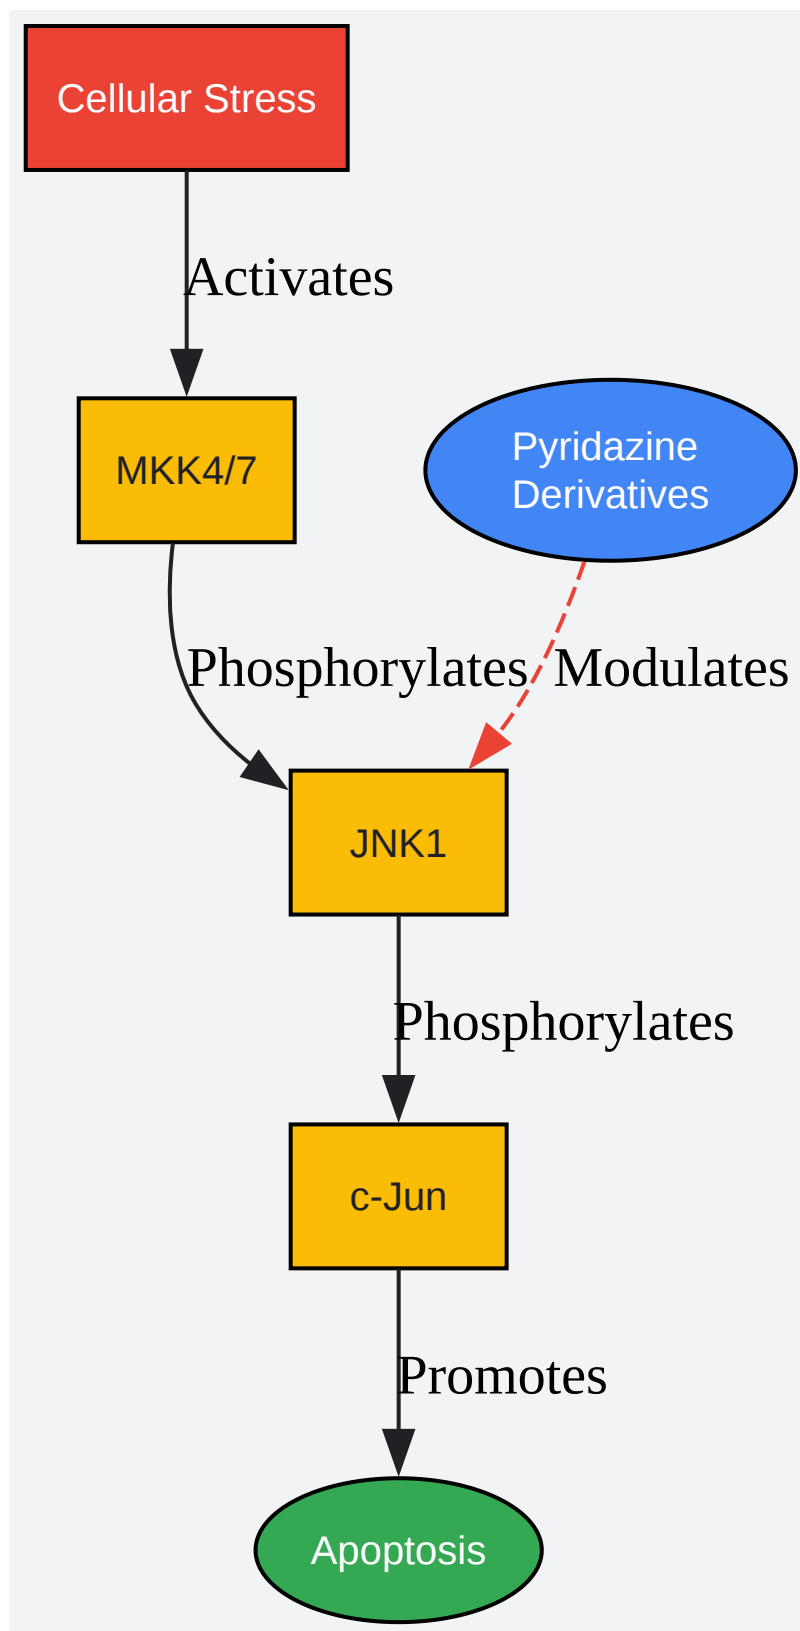 Cellular Stress
Activates
MKK4/7
Pyridazine
Derivatives
Phosphorylates
Modulates
JNK1
Phosphorylates
c-Jun
Promotes
Apoptosis